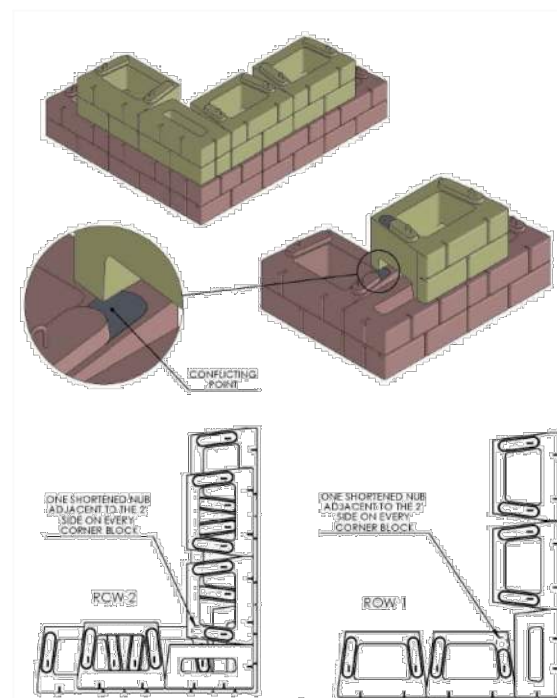 CONFLICTING
POINT
ONE SHORTENED NUB
ADJACENT TO THE 2'
SIDE ON EVERY
CORNER BLOCK
ROW 2
ONE SHORTENED NUB
ADJACENT TO THE 2'
SIDE ON EVERY
CORNER BLOCK
ROW 1